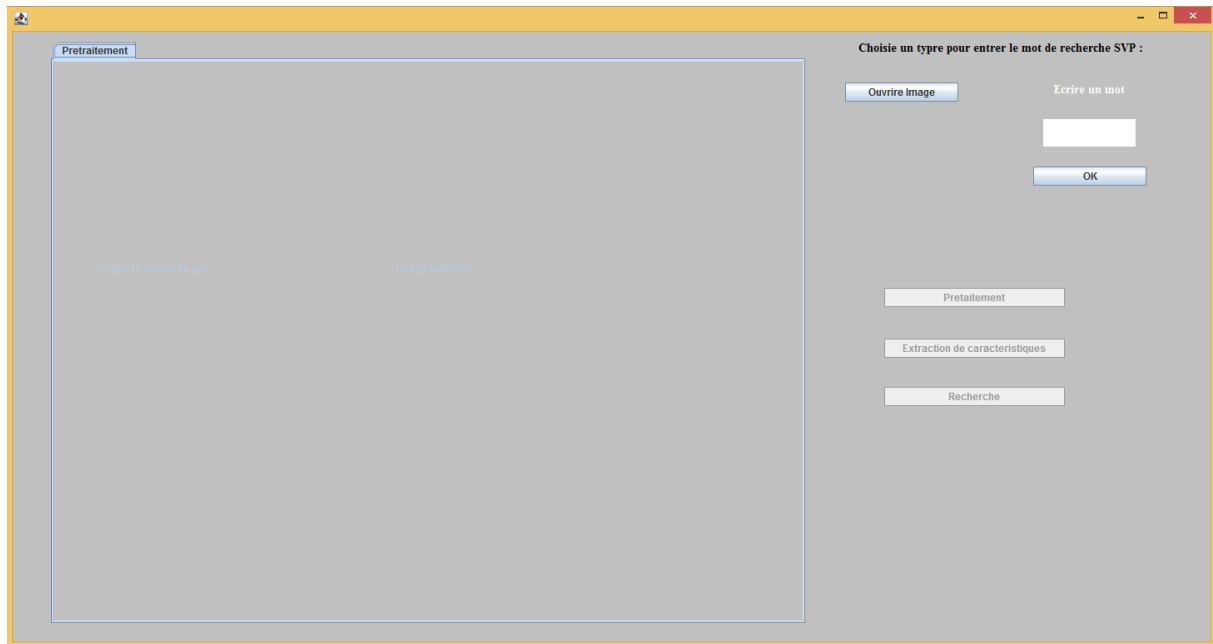 Pretraitement
Choisie un typre pour entrer le mot de recherche SVP :
Ouvrire Image
Ecrire un mot
OK
Image en niveau de gris
Image binariser
Pretaitement
Extraction de caracteristiques
Recherche